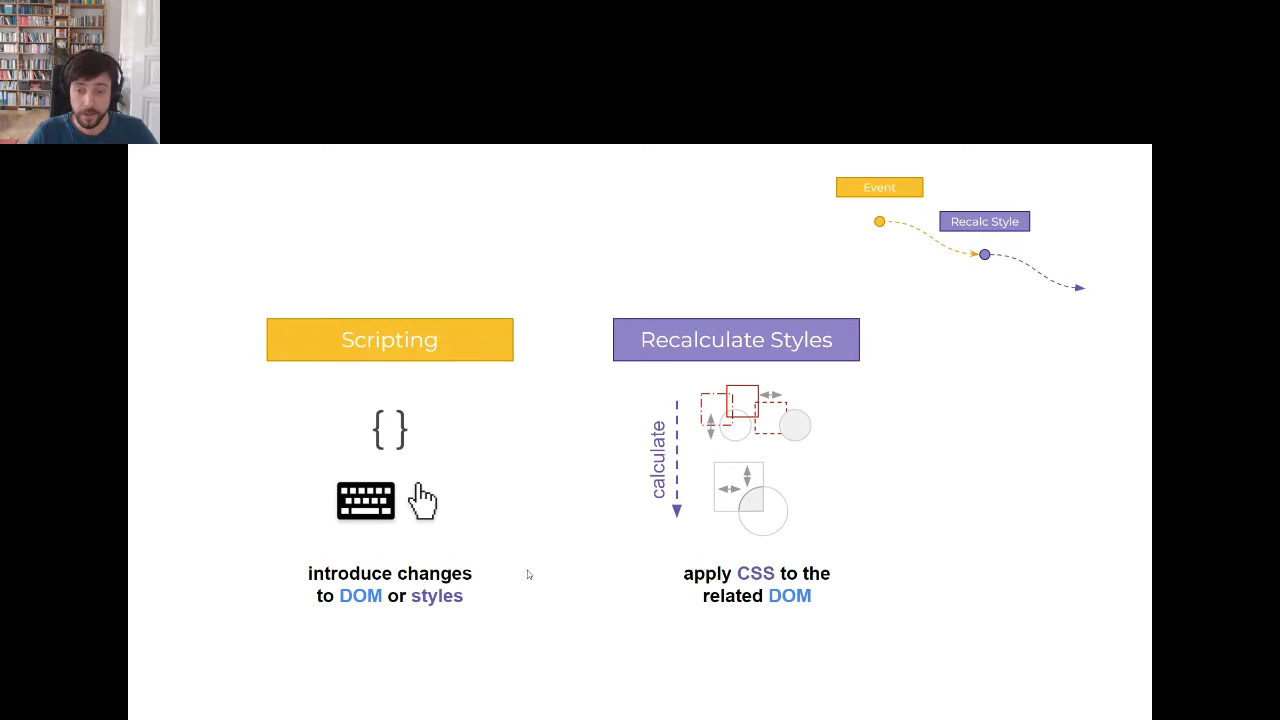 Event
Recalc Style
Scripting
Recalculate Styles
{ }
calculate
introduce changes
to DOM or styles
apply CSS to the
related DOM